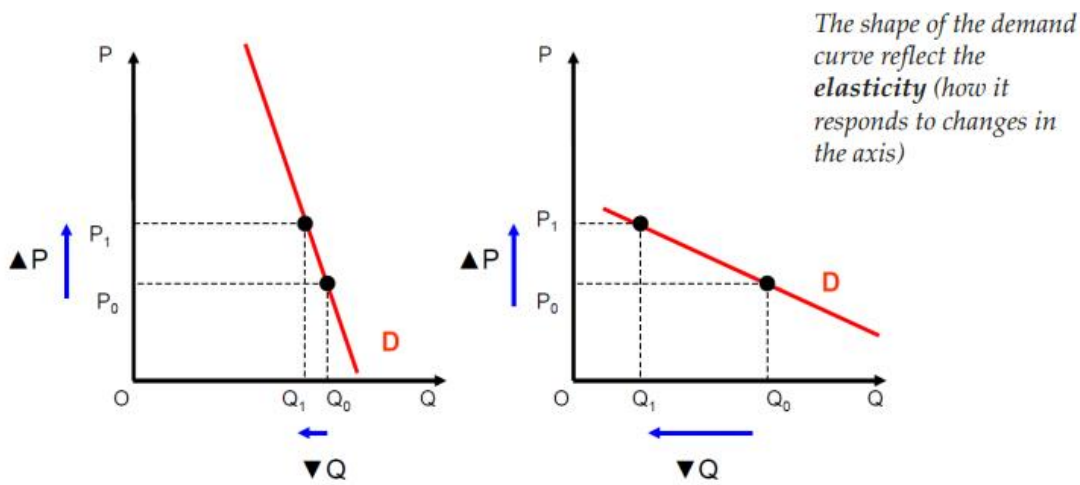 The shape of the demand
curve reflect the
elasticity (how it
responds to changes in
the axis)
P
P₁
▲P
P₀
D
O
Q₁
Q₀
Q
▼Q
P
P₁
▲P
P₀
D
O
Q₁
Q₀
Q
▼Q